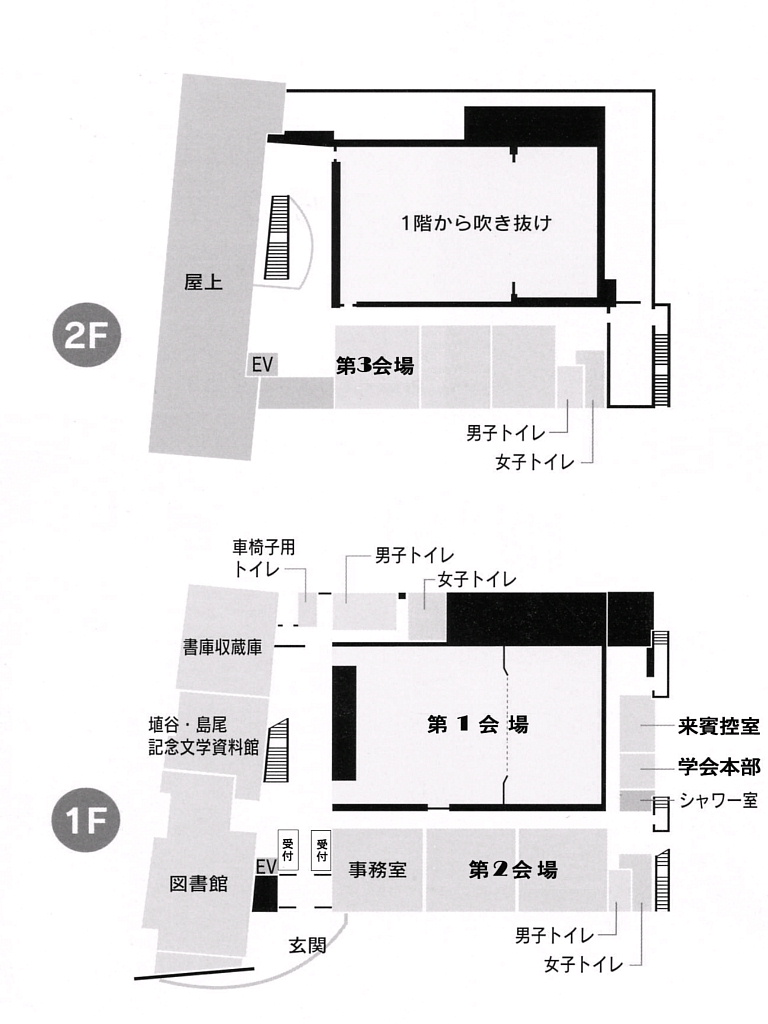 1階から吹き抜け
屋上
2F
EV
第3会場
男子トイレ
女子トイレ
車椅子用
トイレ
男子トイレ
女子トイレ
書庫収蔵庫
埴谷・島尾
記念文学資料館
第1会場
来賓控室
学会本部
シャワー室
1F
受付
受付
EV
事務室
第2会場
図書館
男子トイレ
玄関
女子トイレ